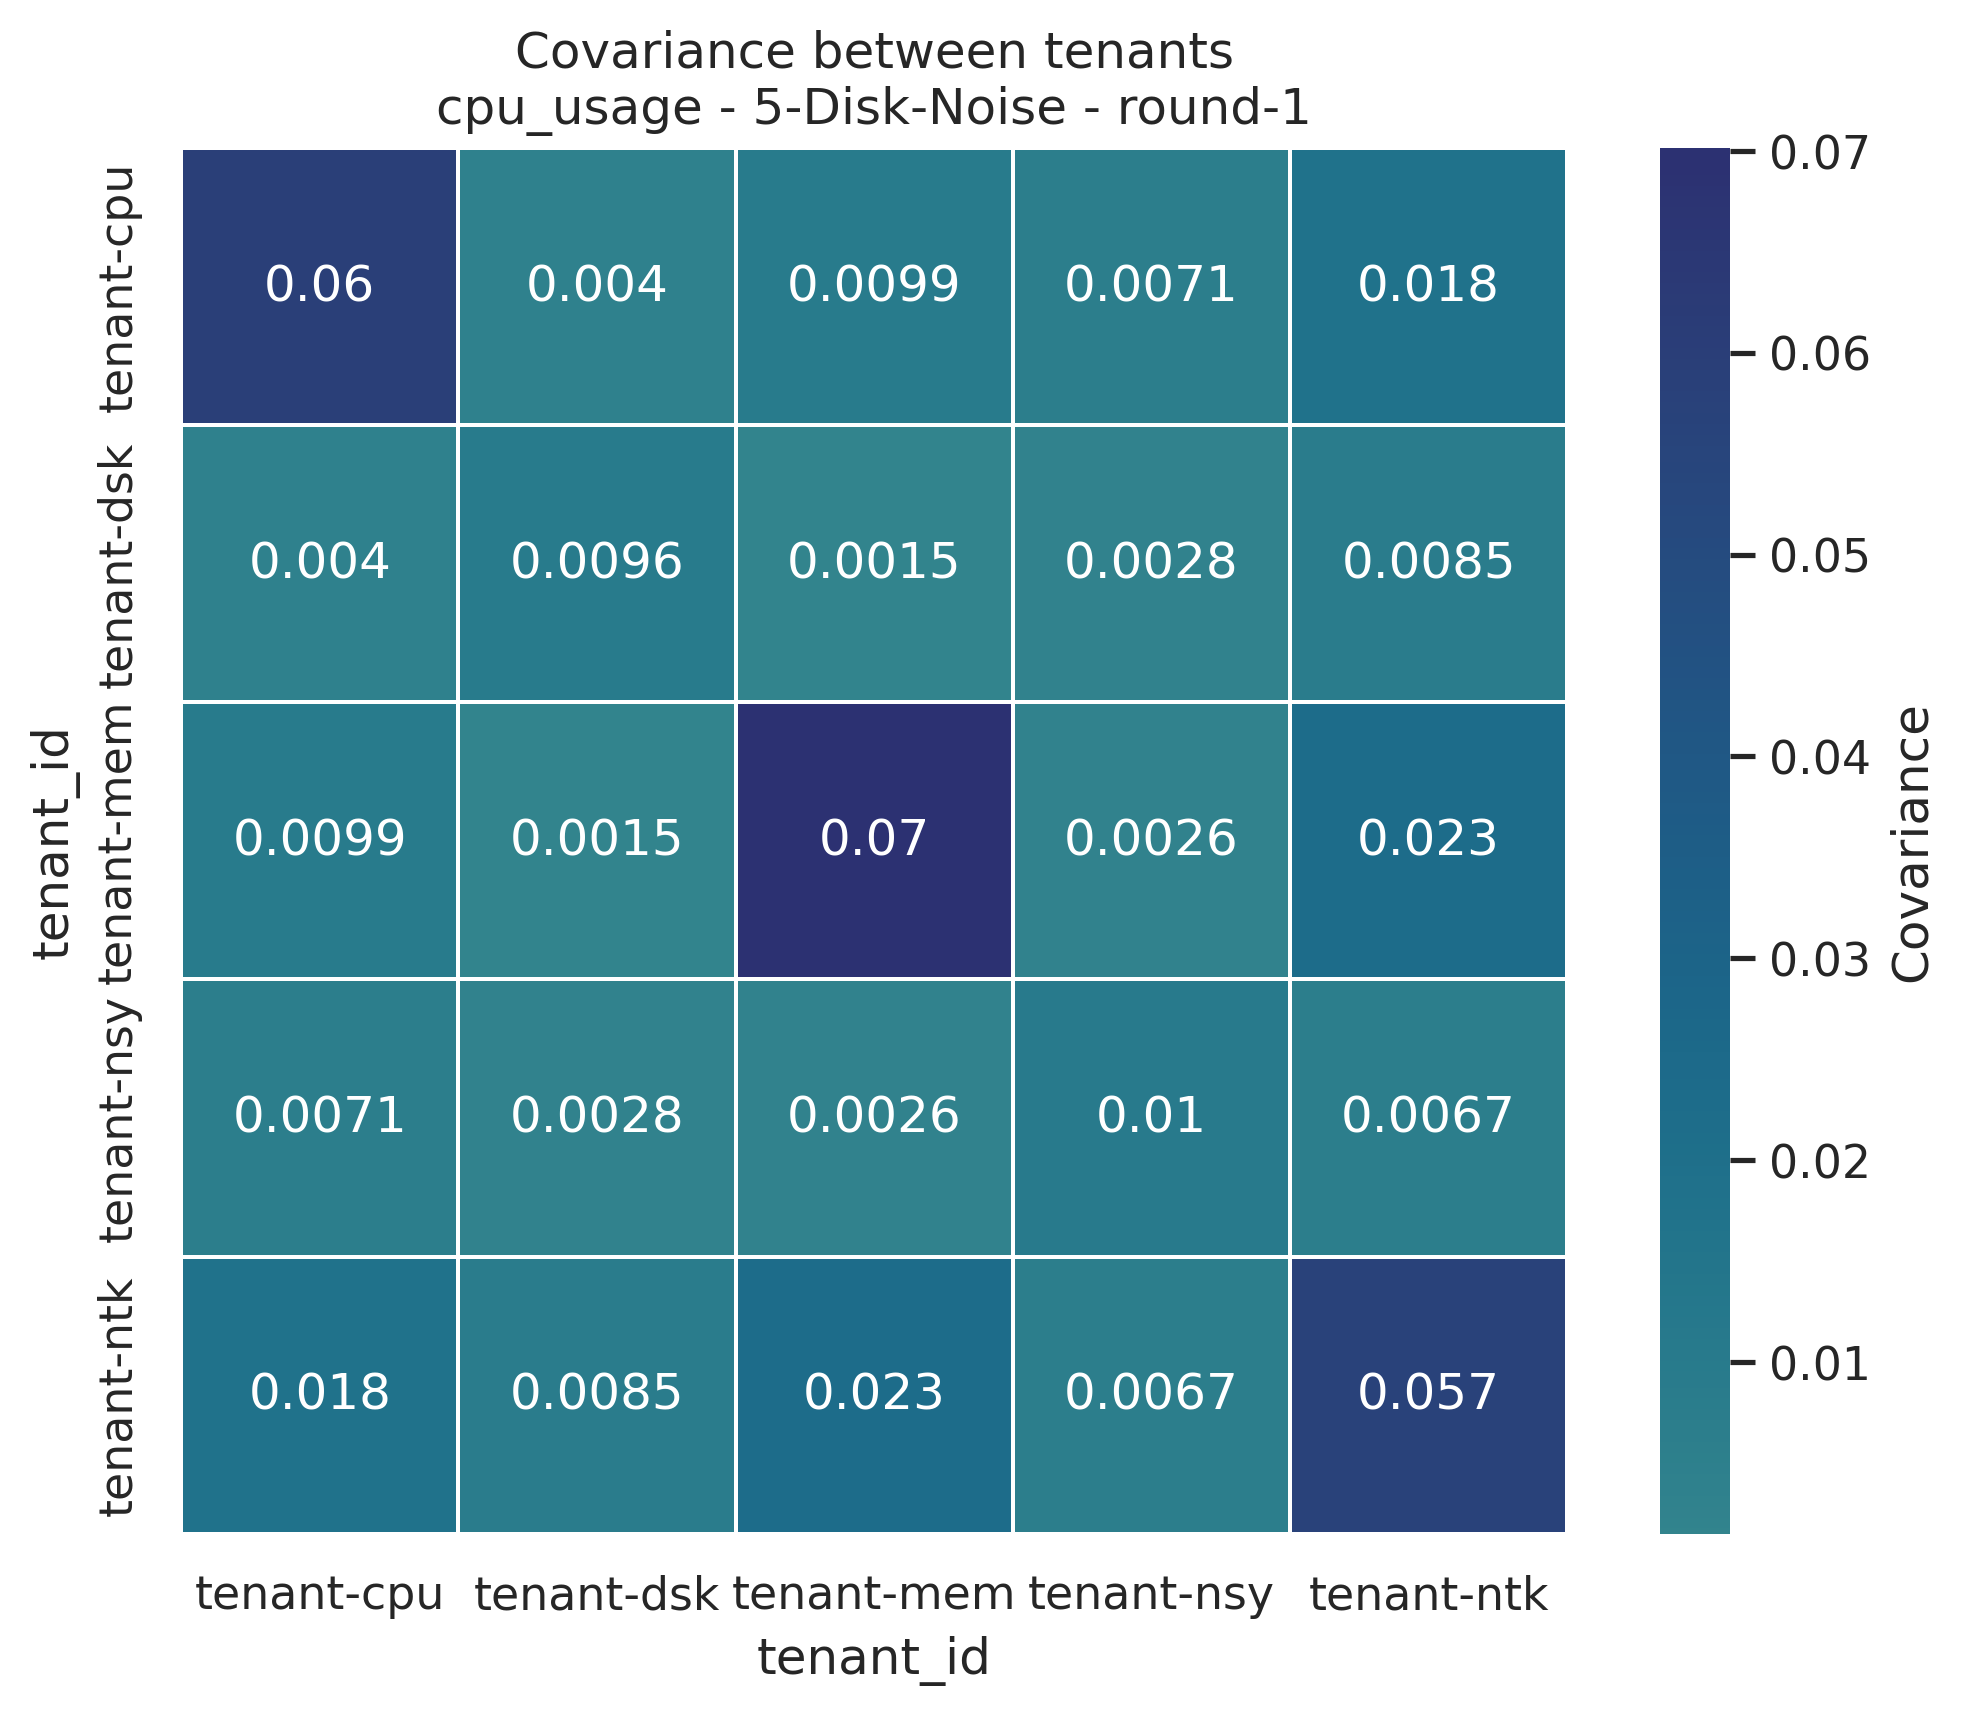 Covariance between tenants
cpu_usage - 5-Disk-Noise - round-1
tenant_id
tenant-cpu
0.06 0.004 0.0099 0.0071 0.018
tenant-dsk
0.004 0.0096 0.0015 0.0028 0.0085
tenant-mem
0.0099 0.0015 0.07 0.0026 0.023
tenant-nsy
0.0071 0.0028 0.0026 0.01 0.0067
tenant-ntk
0.018 0.0085 0.023 0.0067 0.057
tenant-cpu tenant-dsk tenant-mem tenant-nsy tenant-ntk
tenant_id
0.07
0.06
0.05
0.04
0.03
0.02
0.01
Covariance